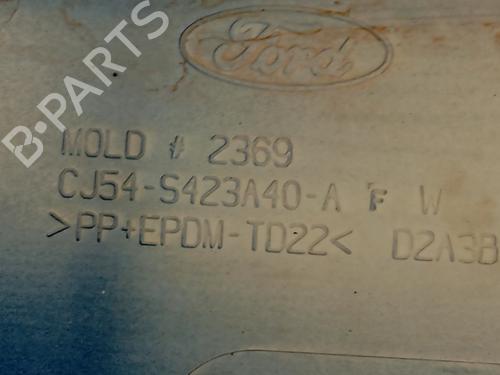 B-PARTS
Ford
MOLD # 2369
CJ54-S423A40-A F W
>PP+EPDM-TD22< D2A3B